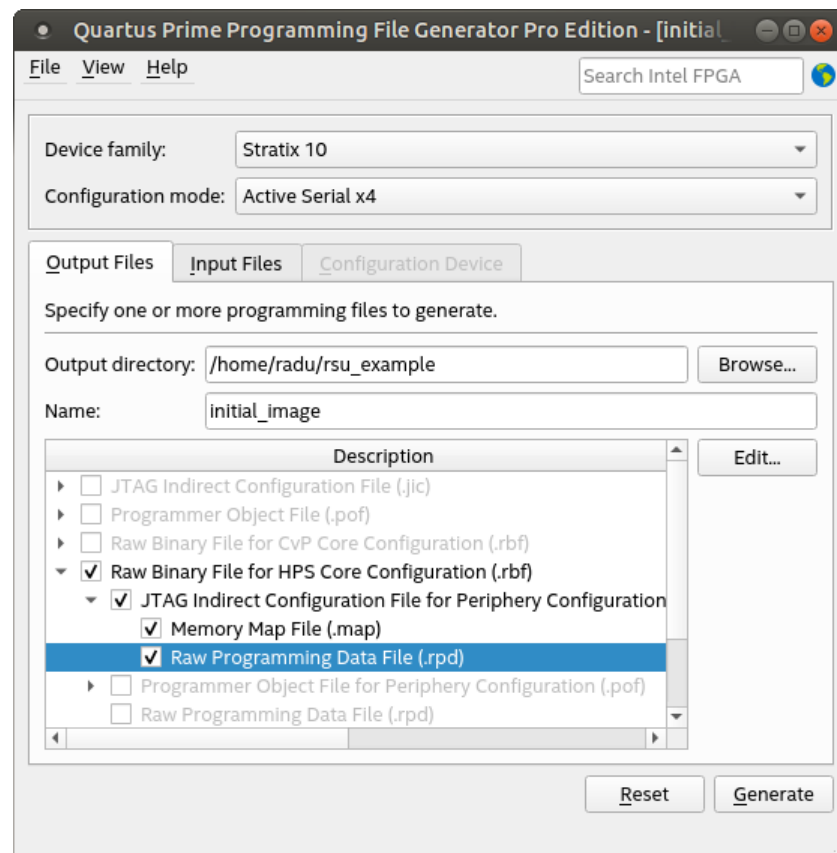 Quartus Prime Programming File Generator Pro Edition - [initial_
File View Help
Search Intel FPGA
Device family: Stratix 10
Configuration mode: Active Serial x4
Output Files Input Files Configuration Device
Specify one or more programming files to generate.
Output directory: /home/radu/rsu_example Browse...
Name: initial_image
Description Edit...
JTAG Indirect Configuration File (.jic)
Programmer Object File (.pof)
Raw Binary File for CvP Core Configuration (.rbf)
Raw Binary File for HPS Core Configuration (.rbf)
JTAG Indirect Configuration File for Periphery Configuration
Memory Map File (.map)
Raw Programming Data File (.rpd)
Programmer Object File for Periphery Configuration (.pof)
Raw Programming Data File (.rpd)
Reset Generate